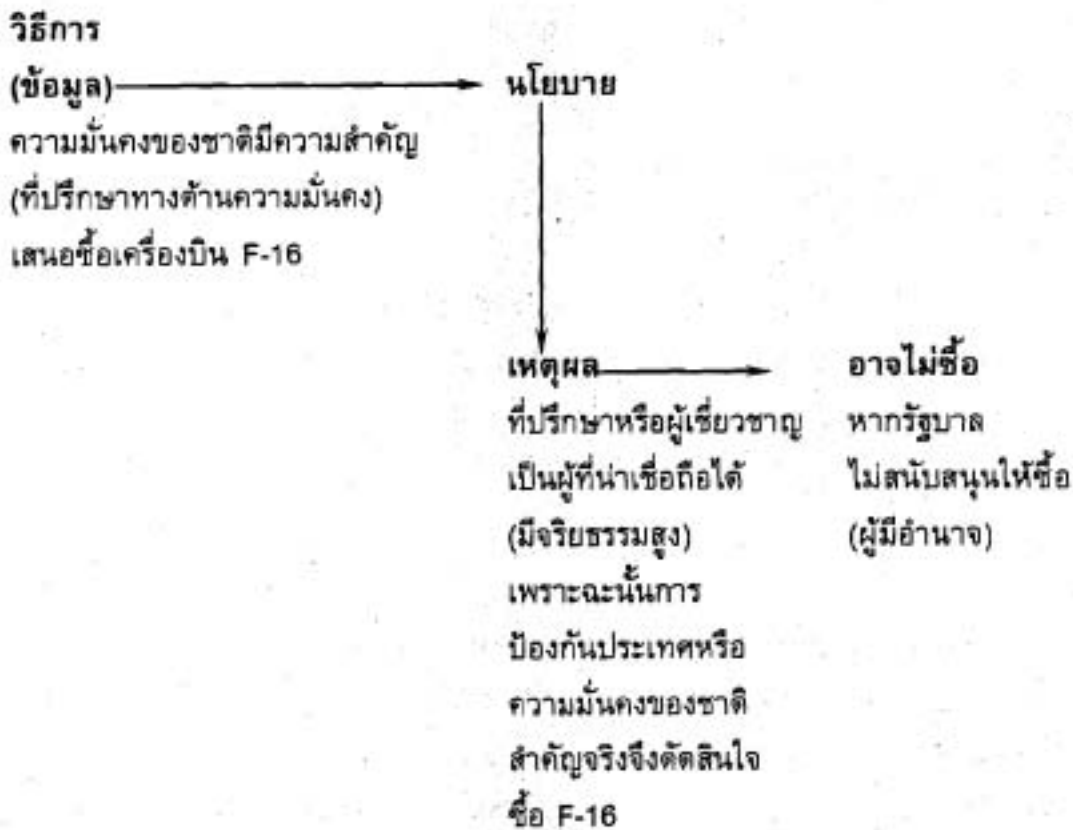 วิธีการ
(ข้อมูล) นโยบาย
ความมั่นคงของชาติมีความสำคัญ
(ที่ปรึกษาทางด้านความมั่นคง)
เสนอซื้อเครื่องบิน F-16
เหตุผล อาจไม่ซื้อ
ที่ปรึกษาหรือผู้เชี่ยวชาญ หากรัฐบาล
เป็นผู้ที่น่าเชื่อถือได้ ไม่สนับสนุนให้ซื้อ
(มีจริยธรรมสูง) (ผู้มีอำนาจ)
เพราะฉะนั้นการ
ป้องกันประเทศหรือ
ความมั่นคงของชาติ
สำคัญจริงจึงตัดสินใจ
ซื้อ F-16